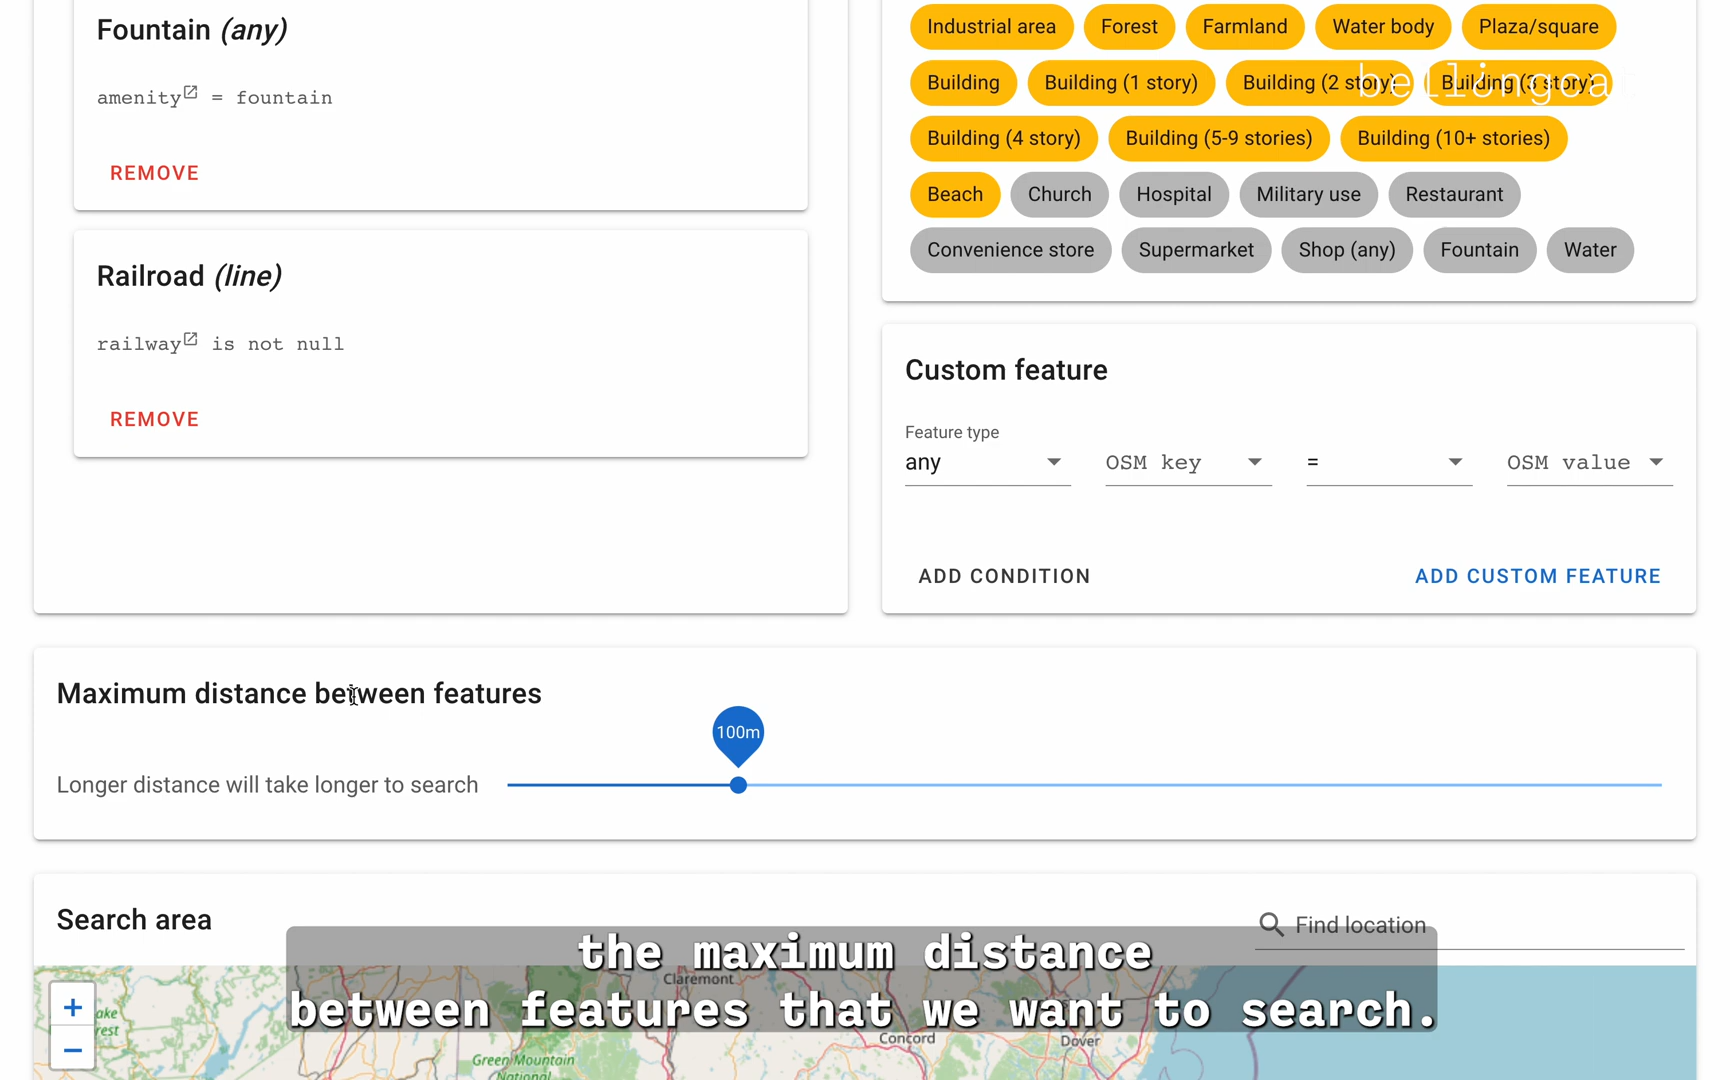 Fountain (any)
amenity = fountain
REMOVE
Railroad (line)
railway is not null
REMOVE
Industrial area Forest Farmland Water body Plaza/square
Building Building (1 story) Building (2 story) Building (3 story)
bellingcat
Building (4 story) Building (5-9 stories) Building (10+ stories)
Beach Church Hospital Military use Restaurant
Convenience store Supermarket Shop (any) Fountain Water
Custom feature
Feature type
any OSM key = OSM value
ADD CONDITION ADD CUSTOM FEATURE
Maximum distance between features
100m
Longer distance will take longer to search
Search area
Find location
the maximum distance
between features that we want to search.
Claremont
+
−
Concord
Dover
Green Mountain
National